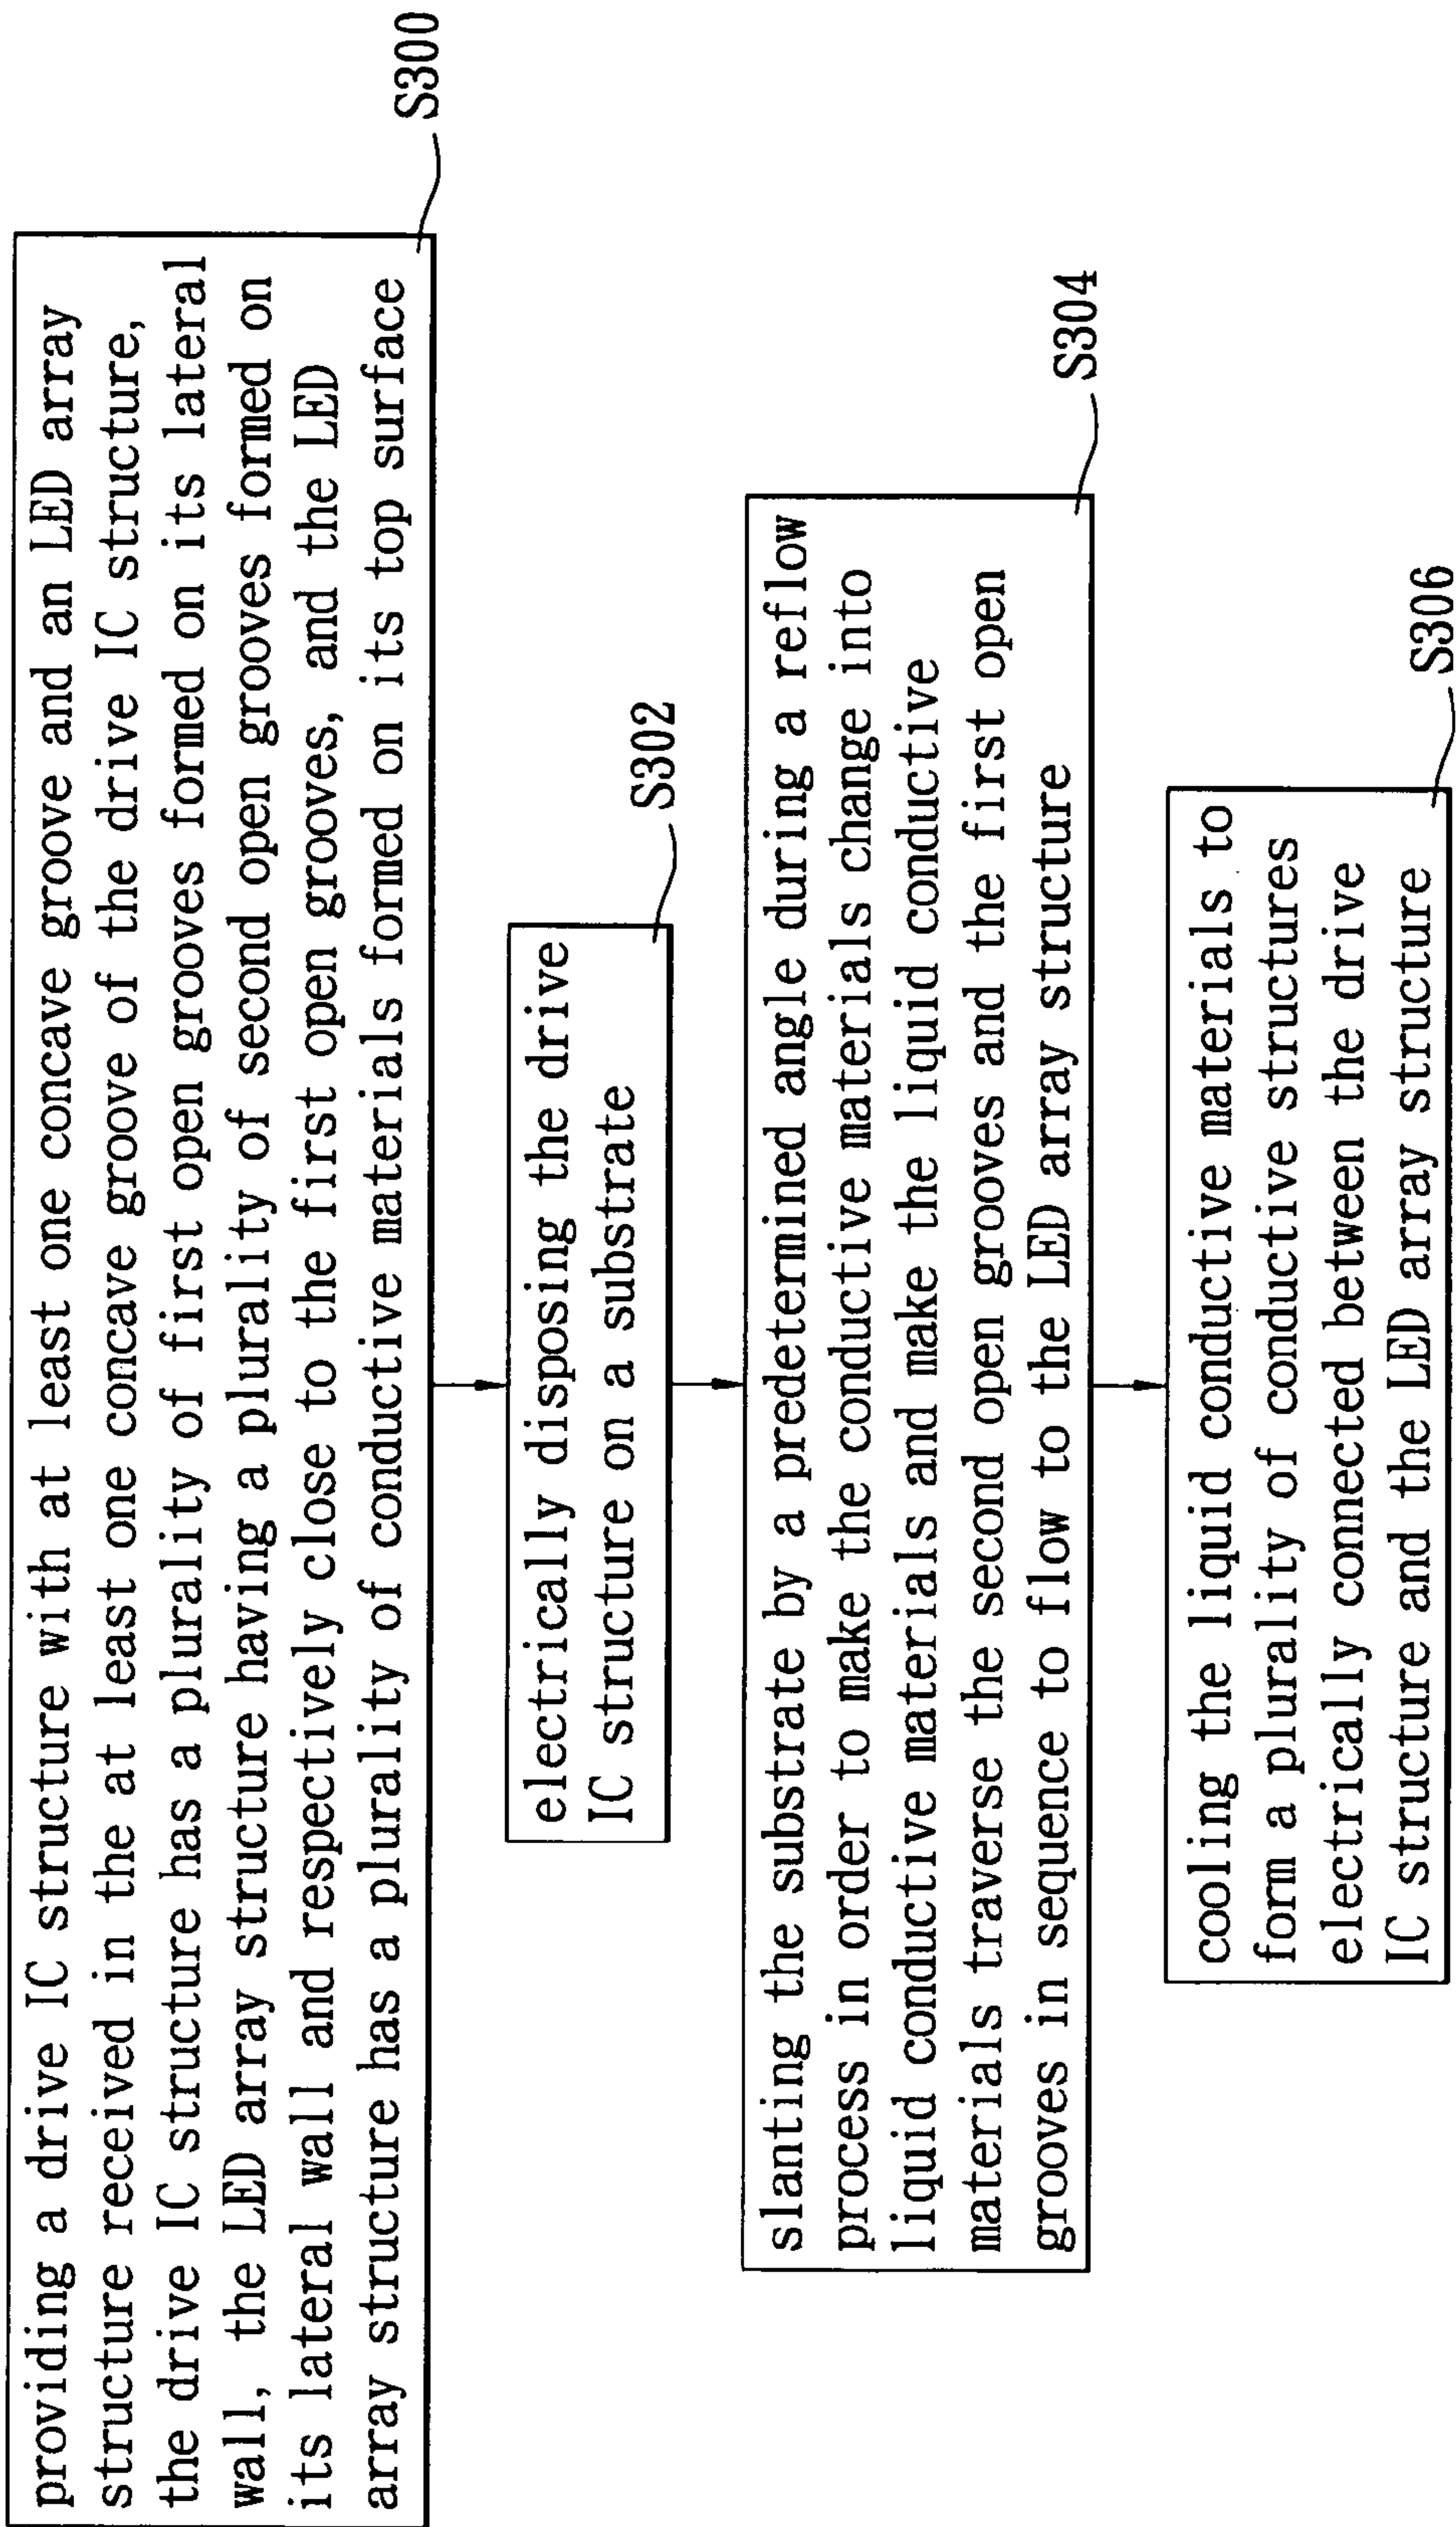 providing a drive IC structure with at least one concave groove and an LED array
structure received in the at least one concave groove of the drive IC structure,
the drive IC structure has a plurality of first open grooves formed on its lateral
wall, the LED array structure having a plurality of second open grooves formed on
its lateral wall and respectively close to the first open grooves, and the LED
array structure has a plurality of conductive materials formed on its top surface
S300
electrically disposing the drive
IC structure on a substrate
S302
slanting the substrate by a predetermined angle during a reflow
process in order to make the conductive materials change into
liquid conductive materials and make the liquid conductive
materials traverse the second open grooves and the first open
grooves in sequence to flow to the LED array structure
S304
cooling the liquid conductive materials to
form a plurality of conductive structures
electrically connected between the drive
IC structure and the LED array structure
S306